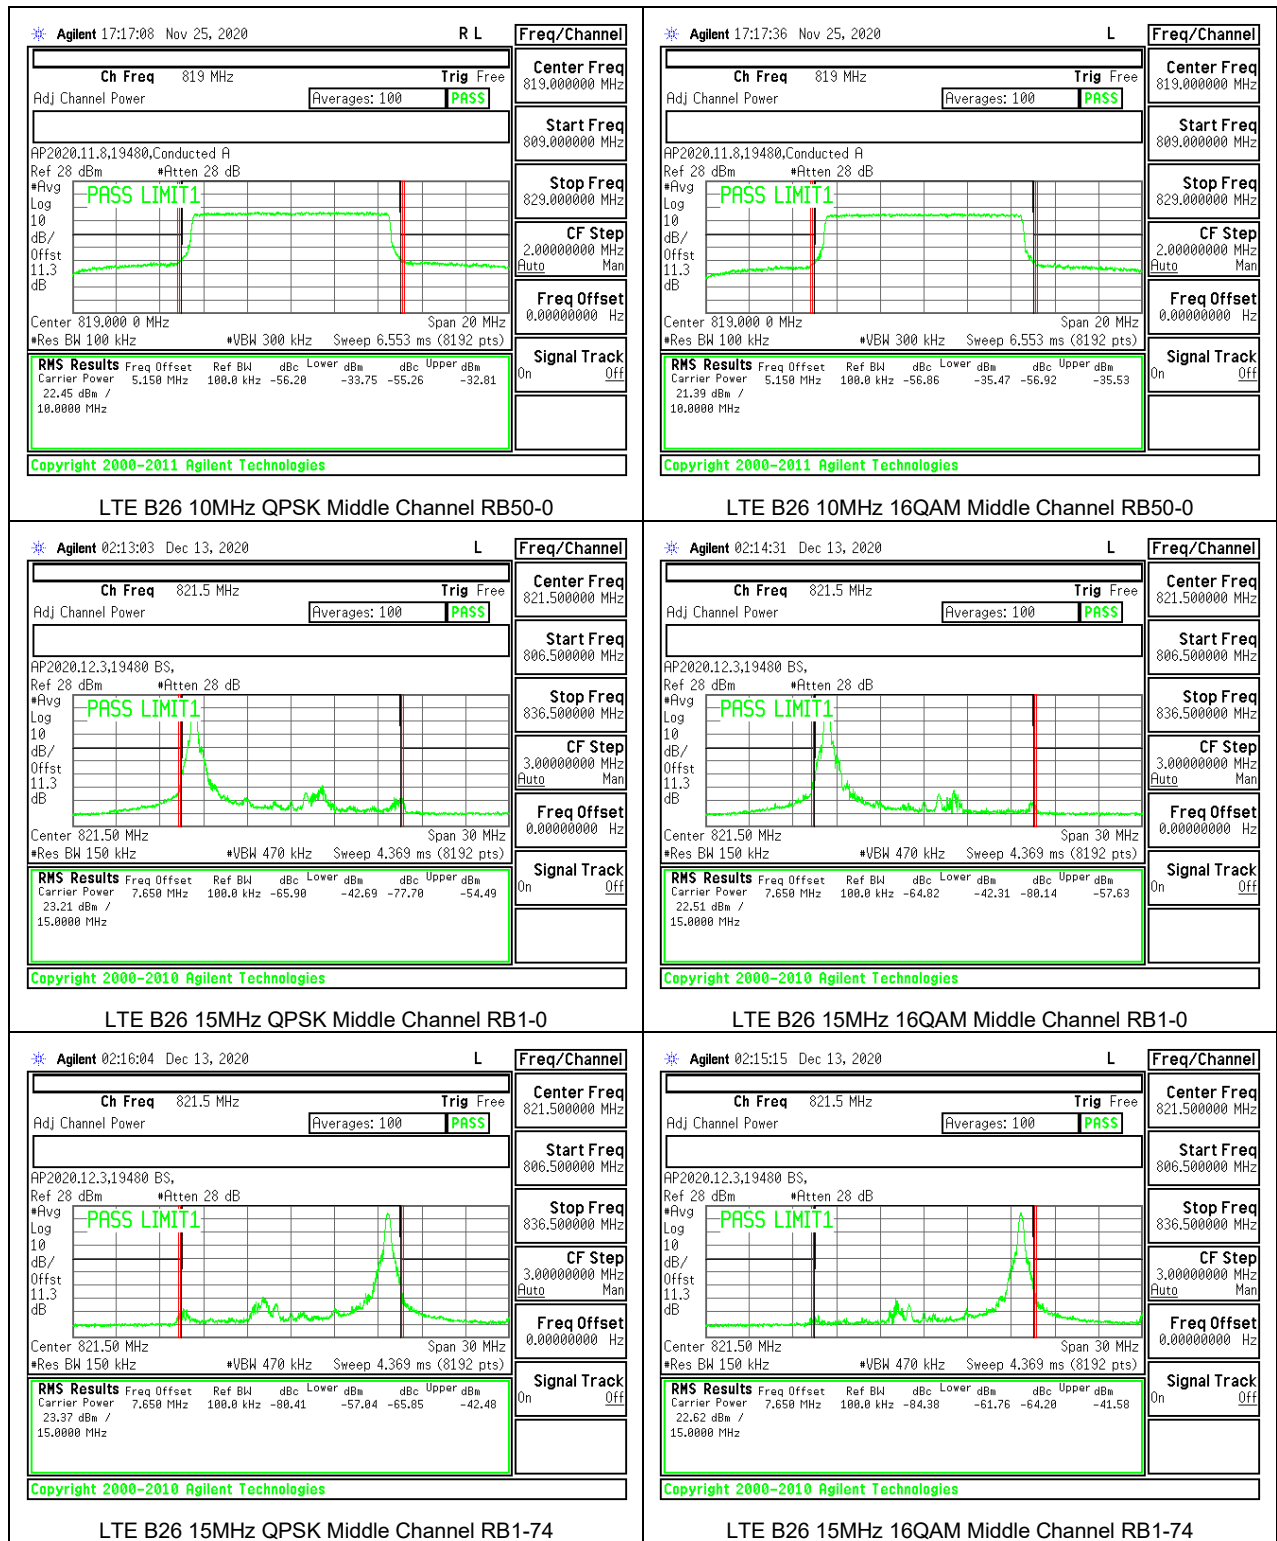 Agilent 17:17:08 Nov 25, 2020 R L Freq/Channel
Ch Freq 819 MHz Trig Free
Adj Channel Power Averages: 100 PASS
Center Freq
819.000000 MHz
Start Freq
809.000000 MHz
AP2020.11.8,19480,Conducted A
Ref 28 dBm #Atten 28 dB
#Avg
Log
10
dB/
Offst
11.3
dB
PASS LIMIT1
Stop Freq
829.000000 MHz
CF Step
2.00000000 MHz
Auto Man
Freq Offset
0.00000000 Hz
Center 819.000 0 MHz Span 20 MHz
#Res BW 100 kHz #VBW 300 kHz Sweep 6.553 ms (8192 pts)
Signal Track
On Off
RMS Results Freq Offset Ref BW dBc Lower dBm dBc Upper dBm
Carrier Power 5.150 MHz 100.0 kHz -56.20 -33.75 -55.26 -32.81
22.45 dBm /
10.0000 MHz
Copyright 2000-2011 Agilent Technologies
LTE B26 10MHz QPSK Middle Channel RB50-0
Agilent 17:17:36 Nov 25, 2020 L Freq/Channel
Ch Freq 819 MHz Trig Free
Adj Channel Power Averages: 100 PASS
Center Freq
819.000000 MHz
Start Freq
809.000000 MHz
AP2020.11.8,19480,Conducted A
Ref 28 dBm #Atten 28 dB
#Avg
Log
10
dB/
Offst
11.3
dB
PASS LIMIT1
Stop Freq
829.000000 MHz
CF Step
2.00000000 MHz
Auto Man
Freq Offset
0.00000000 Hz
Center 819.000 0 MHz Span 20 MHz
#Res BW 100 kHz #VBW 300 kHz Sweep 6.553 ms (8192 pts)
Signal Track
On Off
RMS Results Freq Offset Ref BW dBc Lower dBm dBc Upper dBm
Carrier Power 5.150 MHz 100.0 kHz -56.86 -35.47 -56.92 -35.53
21.39 dBm /
10.0000 MHz
Copyright 2000-2011 Agilent Technologies
LTE B26 10MHz 16QAM Middle Channel RB50-0
Agilent 02:13:03 Dec 13, 2020 L Freq/Channel
Ch Freq 821.5 MHz Trig Free
Adj Channel Power Averages: 100 PASS
Center Freq
821.500000 MHz
Start Freq
806.500000 MHz
AP2020.12.3,19480 BS,
Ref 28 dBm #Atten 28 dB
#Avg
Log
10
dB/
Offst
11.3
dB
PASS LIMIT1
Stop Freq
836.500000 MHz
CF Step
3.00000000 MHz
Auto Man
Freq Offset
0.00000000 Hz
Center 821.50 MHz Span 30 MHz
#Res BW 150 kHz #VBW 470 kHz Sweep 4.369 ms (8192 pts)
Signal Track
On Off
RMS Results Freq Offset Ref BW dBc Lower dBm dBc Upper dBm
Carrier Power 7.650 MHz 100.0 kHz -65.90 -42.69 -77.70 -54.49
23.21 dBm /
15.0000 MHz
Copyright 2000-2010 Agilent Technologies
LTE B26 15MHz QPSK Middle Channel RB1-0
Agilent 02:14:31 Dec 13, 2020 L Freq/Channel
Ch Freq 821.5 MHz Trig Free
Adj Channel Power Averages: 100 PASS
Center Freq
821.500000 MHz
Start Freq
806.500000 MHz
AP2020.12.3,19480 BS,
Ref 28 dBm #Atten 28 dB
#Avg
Log
10
dB/
Offst
11.3
dB
PASS LIMIT1
Stop Freq
836.500000 MHz
CF Step
3.00000000 MHz
Auto Man
Freq Offset
0.00000000 Hz
Center 821.50 MHz Span 30 MHz
#Res BW 150 kHz #VBW 470 kHz Sweep 4.369 ms (8192 pts)
Signal Track
On Off
RMS Results Freq Offset Ref BW dBc Lower dBm dBc Upper dBm
Carrier Power 7.650 MHz 100.0 kHz -64.82 -42.31 -80.14 -57.63
22.51 dBm /
15.0000 MHz
Copyright 2000-2010 Agilent Technologies
LTE B26 15MHz 16QAM Middle Channel RB1-0
Agilent 02:16:04 Dec 13, 2020 L Freq/Channel
Ch Freq 821.5 MHz Trig Free
Adj Channel Power Averages: 100 PASS
Center Freq
821.500000 MHz
Start Freq
806.500000 MHz
AP2020.12.3,19480 BS,
Ref 28 dBm #Atten 28 dB
#Avg
Log
10
dB/
Offst
11.3
dB
PASS LIMIT1
Stop Freq
836.500000 MHz
CF Step
3.00000000 MHz
Auto Man
Freq Offset
0.00000000 Hz
Center 821.50 MHz Span 30 MHz
#Res BW 150 kHz #VBW 470 kHz Sweep 4.369 ms (8192 pts)
Signal Track
On Off
RMS Results Freq Offset Ref BW dBc Lower dBm dBc Upper dBm
Carrier Power 7.650 MHz 100.0 kHz -80.41 -57.04 -65.85 -42.48
23.37 dBm /
15.0000 MHz
Copyright 2000-2010 Agilent Technologies
LTE B26 15MHz QPSK Middle Channel RB1-74
Agilent 02:15:15 Dec 13, 2020 L Freq/Channel
Ch Freq 821.5 MHz Trig Free
Adj Channel Power Averages: 100 PASS
Center Freq
821.500000 MHz
Start Freq
806.500000 MHz
AP2020.12.3,19480 BS,
Ref 28 dBm #Atten 28 dB
#Avg
Log
10
dB/
Offst
11.3
dB
PASS LIMIT1
Stop Freq
836.500000 MHz
CF Step
3.00000000 MHz
Auto Man
Freq Offset
0.00000000 Hz
Center 821.50 MHz Span 30 MHz
#Res BW 150 kHz #VBW 470 kHz Sweep 4.369 ms (8192 pts)
Signal Track
On Off
RMS Results Freq Offset Ref BW dBc Lower dBm dBc Upper dBm
Carrier Power 7.650 MHz 100.0 kHz -84.38 -61.76 -64.20 -41.58
22.62 dBm /
15.0000 MHz
Copyright 2000-2010 Agilent Technologies
LTE B26 15MHz 16QAM Middle Channel RB1-74